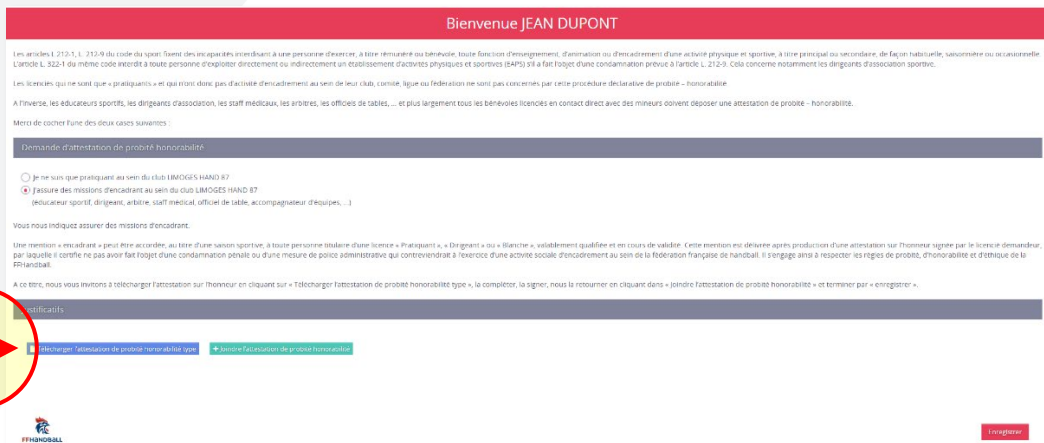 Bienvenue JEAN DUPONT
Les articles L.212-1, L. 212-9 du code du sport fixent des incapacités interdisant à une personne d'exercer, à titre rémunéré ou bénévole, toute fonction d'enseignement, d'animation ou d'encadrement d'une activité physique et sportive, à titre principal ou secondaire, de façon habituelle, saisonnière ou occasionnelle
L'article L. 322-1 du même code interdit à toute personne d'exploiter directement ou indirectement un établissement d'activités physiques et sportives (EAPS) s'il a fait l'objet d'une condamnation prévue à l'article L. 212-9. Cela concerne notamment les dirigeants d'association sportive.
Les licenciés qui ne sont que « pratiquants » et qui n'ont donc pas d'activité d'encadrement au sein de leur club, comité, ligue ou fédération ne sont pas concernés par cette procédure déclarative de probité – honorabilité
A l'inverse, les éducateurs sportifs, les dirigeants d'association, les staff médicaux, les arbitres, les officiels de tables, ... et plus largement tous les bénévoles licenciés en contact direct avec des mineurs doivent déposer une attestation de probité – honorabilité.
Merci de cocher l'une des deux cases suivantes :
Demande d'attestation de probité honorabilité
Je ne suis que pratiquant au sein du club LIMOGES HAND 87
J'assure des missions d'encadrant au sein du club LIMOGES HAND 87
(éducateur sportif, dirigeant, arbitre, staff médical, officiel de table, accompagnateur d'équipes, ...)
Vous nous indiquez assurer des missions d'encadrant.
Une mention « encadrant » peut être accordée, au titre d'une saison sportive, à toute personne titulaire d'une licence « Pratiquant », « Dirigeant » ou « Blanche », valablement qualifiée et en cours de validité. Cette mention est délivrée après production d'une attestation sur l'honneur signée par le licencié demandeur,
par laquelle il certifie ne pas avoir fait l'objet d'une condamnation pénale ou d'une mesure de police administrative qui contreviendrait à l'exercice d'une activité sociale d'encadrement au sein de la fédération française de handball. Il s'engage ainsi à respecter les règles de probité, d'honorabilité et d'éthique de la
FFHandball.
A ce titre, nous vous invitons à télécharger l'attestation sur l'honneur en cliquant sur « Télécharger l'attestation de probité honorabilité type », la compléter, la signer, nous la retourner en cliquant dans « Joindre l'attestation de probité honorabilité » et terminer par « enregistrer ».
Justificatifs
Télécharger l'attestation de probité honorabilité type
+ Joindre l'attestation de probité honorabilité
FFHANDBALL
Enregistrer